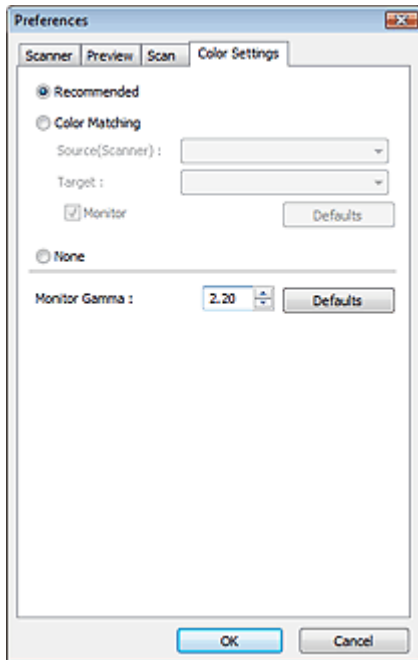 Preferences
Scanner Preview Scan Color Settings
Recommended
Color Matching
Source(Scanner) :
Target :
Monitor Defaults
None
Monitor Gamma : 2.20 Defaults
OK Cancel